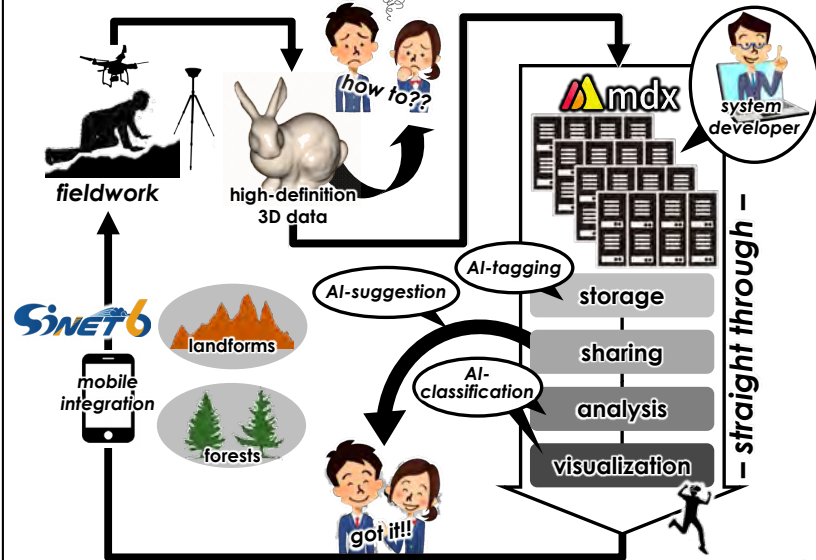 how to??
mdx
system
developer
fieldwork
high-definition
3D data
AI-tagging
storage
AI-suggestion
sharing
AI-
classification
analysis
visualization
– straight through –
SINET6
landforms
mobile
integration
forests
got it!!